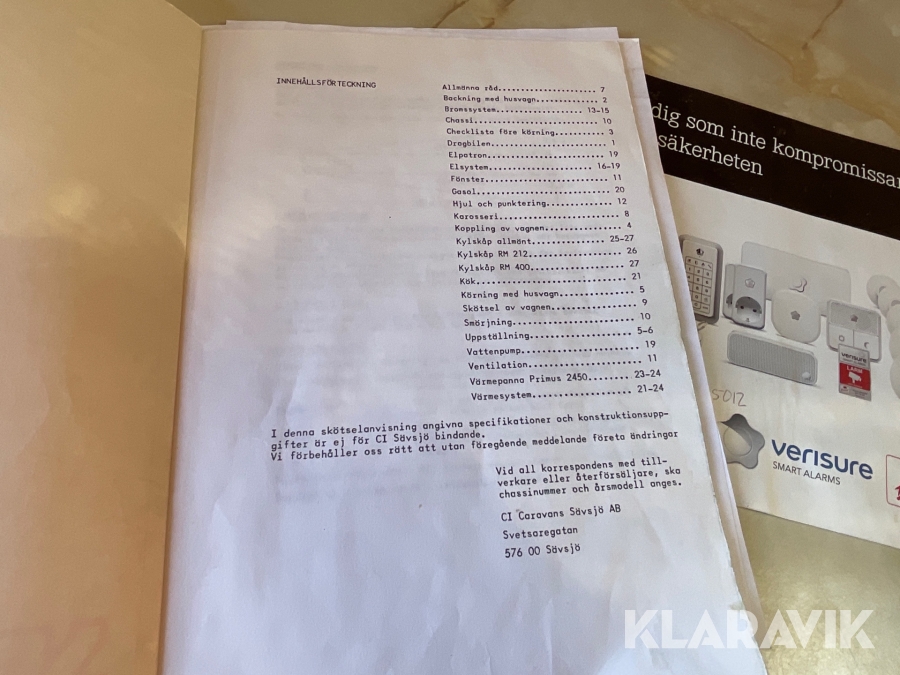 INNEHÅLLSFÖRTECKNING
Allmänna råd........................ 7
Backning med husvagn............... 2
Bromssystem..................... 13-15
Chassi............................. 10
Checklista före körning............. 3
Dragbilen........................... 1
Elpatron........................... 19
Elsystem........................ 16-19
Fönster............................ 11
Gasol.............................. 20
Hjul och punktering................ 12
Karosseri........................... 8
Koppling av vagnen.................. 4
Kylskåp allmänt................. 25-27
Kylskåp RM 212..................... 26
Kylskåp RM 400..................... 27
Kök................................ 21
Körning med husvagn................. 5
Skötsel av vagnen................... 9
Smörjning.......................... 10
Uppställning...................... 5-6
Vattenpump......................... 19
Ventilation........................ 11
Värmepanna Primus 2450.......... 23-24
Värmesystem..................... 21-24
I denna skötselanvisning angivna specifikationer och konstruktionsupp-
gifter är ej för CI Sävsjö bindande.
Vi förbehåller oss rätt att utan föregående meddelande företa ändringar
Vid all korrespondens med till-
verkare eller återförsäljare, ska
chassinummer och årsmodell anges.
CI Caravans Sävsjö AB
Svetsaregatan
576 00 Sävsjö
dig som inte kompromissar
säkerheten
verisure
LARM
5012
verisure
SMART ALARMS
KLARAVIK